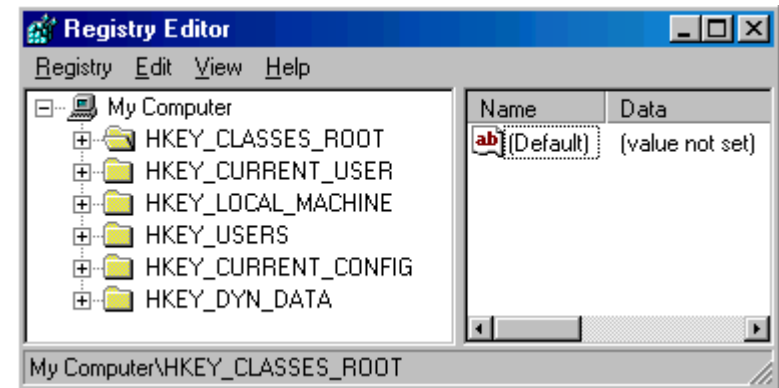 Registry Editor
Registry Edit View Help
My Computer
HKEY_CLASSES_ROOT
HKEY_CURRENT_USER
HKEY_LOCAL_MACHINE
HKEY_USERS
HKEY_CURRENT_CONFIG
HKEY_DYN_DATA
Name Data
ab (Default) (value not set)
My Computer\HKEY_CLASSES_ROOT